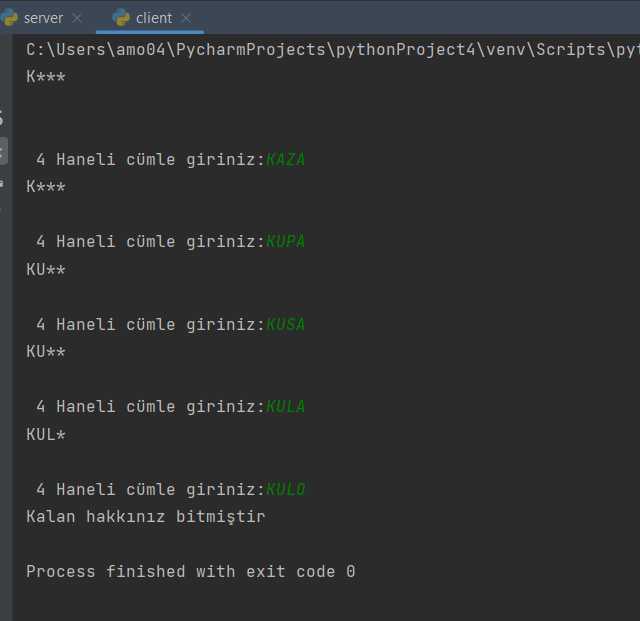 server
client
C:\Users\amo04\PycharmProjects\pythonProject4\venv\Scripts\pyt
K***
4 Haneli cümle giriniz:KAZA
K***
4 Haneli cümle giriniz:KUPA
KU**
4 Haneli cümle giriniz:KUSA
KU**
4 Haneli cümle giriniz:KULA
KUL*
4 Haneli cümle giriniz:KULO
Kalan hakkınız bitmiştir
Process finished with exit code 0